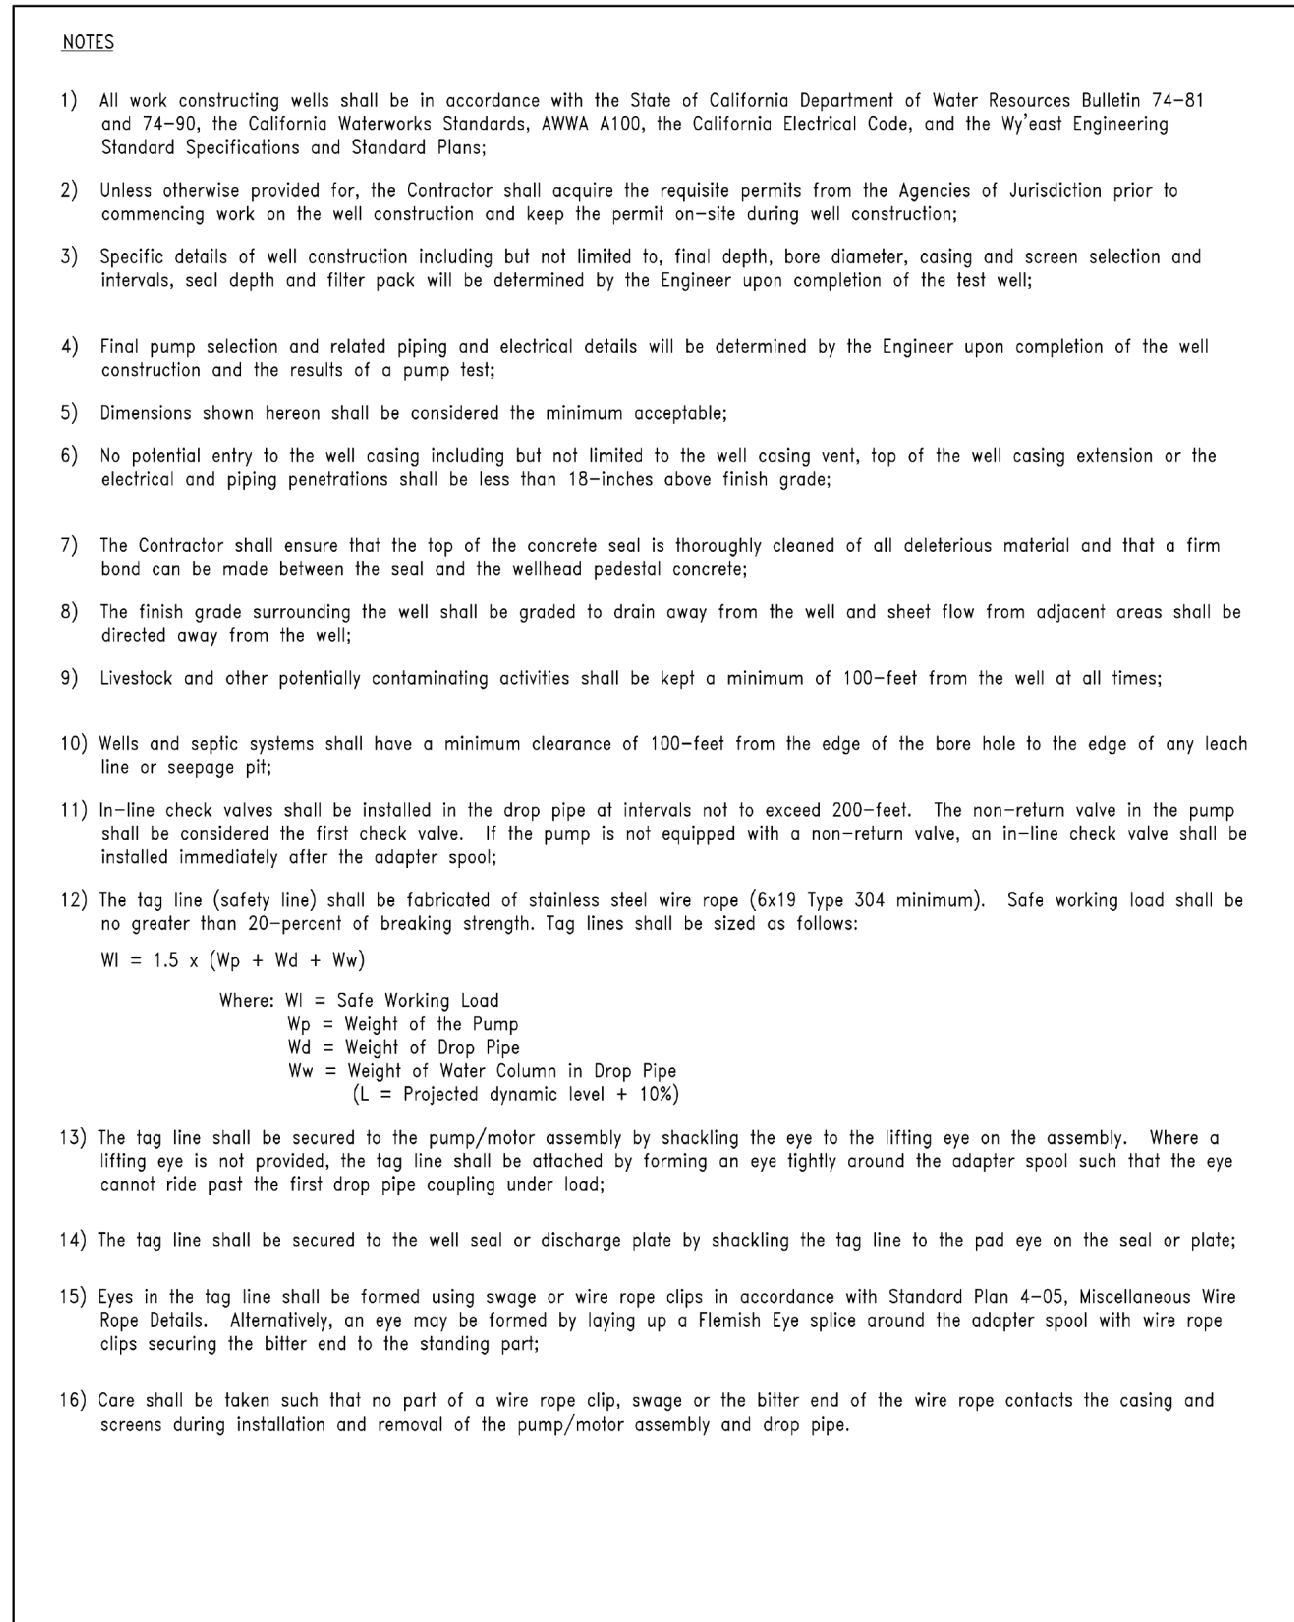 NOTES
1) All work constructing wells shall be in accordance with the State of California Department of Water Resources Bulletin 74-81
and 74-90, the California Waterworks Standards, AWWA A100, the California Electrical Code, and the Wy'east Engineering
Standard Specifications and Standard Plans;
2) Unless otherwise provided for, the Contractor shall acquire the requisite permits from the Agencies of Jurisdiction prior to
commencing work on the well construction and keep the permit on-site during well construction;
3) Specific details of well construction including but not limited to, final depth, bore diameter, casing and screen selection and
intervals, seal depth and filter pack will be determined by the Engineer upon completion of the test well;
4) Final pump selection and related piping and electrical details will be determined by the Engineer upon completion of the well
construction and the results of a pump test;
5) Dimensions shown hereon shall be considered the minimum acceptable;
6) No potential entry to the well casing including but not limited to the well casing vent, top of the well casing extension or the
electrical and piping penetrations shall be less than 18-inches above finish grade;
7) The Contractor shall ensure that the top of the concrete seal is thoroughly cleaned of all deleterious material and that a firm
bond can be made between the seal and the wellhead pedestal concrete;
8) The finish grade surrounding the well shall be graded to drain away from the well and sheet flow from adjacent areas shall be
directed away from the well;
9) Livestock and other potentially contaminating activities shall be kept a minimum of 100-feet from the well at all times;
10) Wells and septic systems shall have a minimum clearance of 100-feet from the edge of the bore hole to the edge of any leach
line or seepage pit;
11) In-line check valves shall be installed in the drop pipe at intervals not to exceed 200-feet. The non-return valve in the pump
shall be considered the first check valve. If the pump is not equipped with a non-return valve, an in-line check valve shall be
installed immediately after the adapter spool;
12) The tag line (safety line) shall be fabricated of stainless steel wire rope (6x19 Type 304 minimum). Safe working load shall be
no greater than 20-percent of breaking strength. Tag lines shall be sized as follows:
Wl = 1.5 x (Wp + Wd + Ww)
Where: Wl = Safe Working Load
Wp = Weight of the Pump
Wd = Weight of Drop Pipe
Ww = Weight of Water Column in Drop Pipe
(L = Projected dynamic level + 10%)
13) The tag line shall be secured to the pump/motor assembly by shackling the eye to the lifting eye on the assembly. Where a
lifting eye is not provided, the tag line shall be attached by forming an eye tightly around the adapter spool such that the eye
cannot ride past the first drop pipe coupling under load;
14) The tag line shall be secured to the well seal or discharge plate by shackling the tag line to the pad eye on the seal or plate;
15) Eyes in the tag line shall be formed using swage or wire rope clips in accordance with Standard Plan 4-05, Miscellaneous Wire
Rope Details. Alternatively, an eye may be formed by laying up a Flemish Eye splice around the adapter spool with wire rope
clips securing the bitter end to the standing part;
16) Care shall be taken such that no part of a wire rope clip, swage or the bitter end of the wire rope contacts the casing and
screens during installation and removal of the pump/motor assembly and drop pipe.